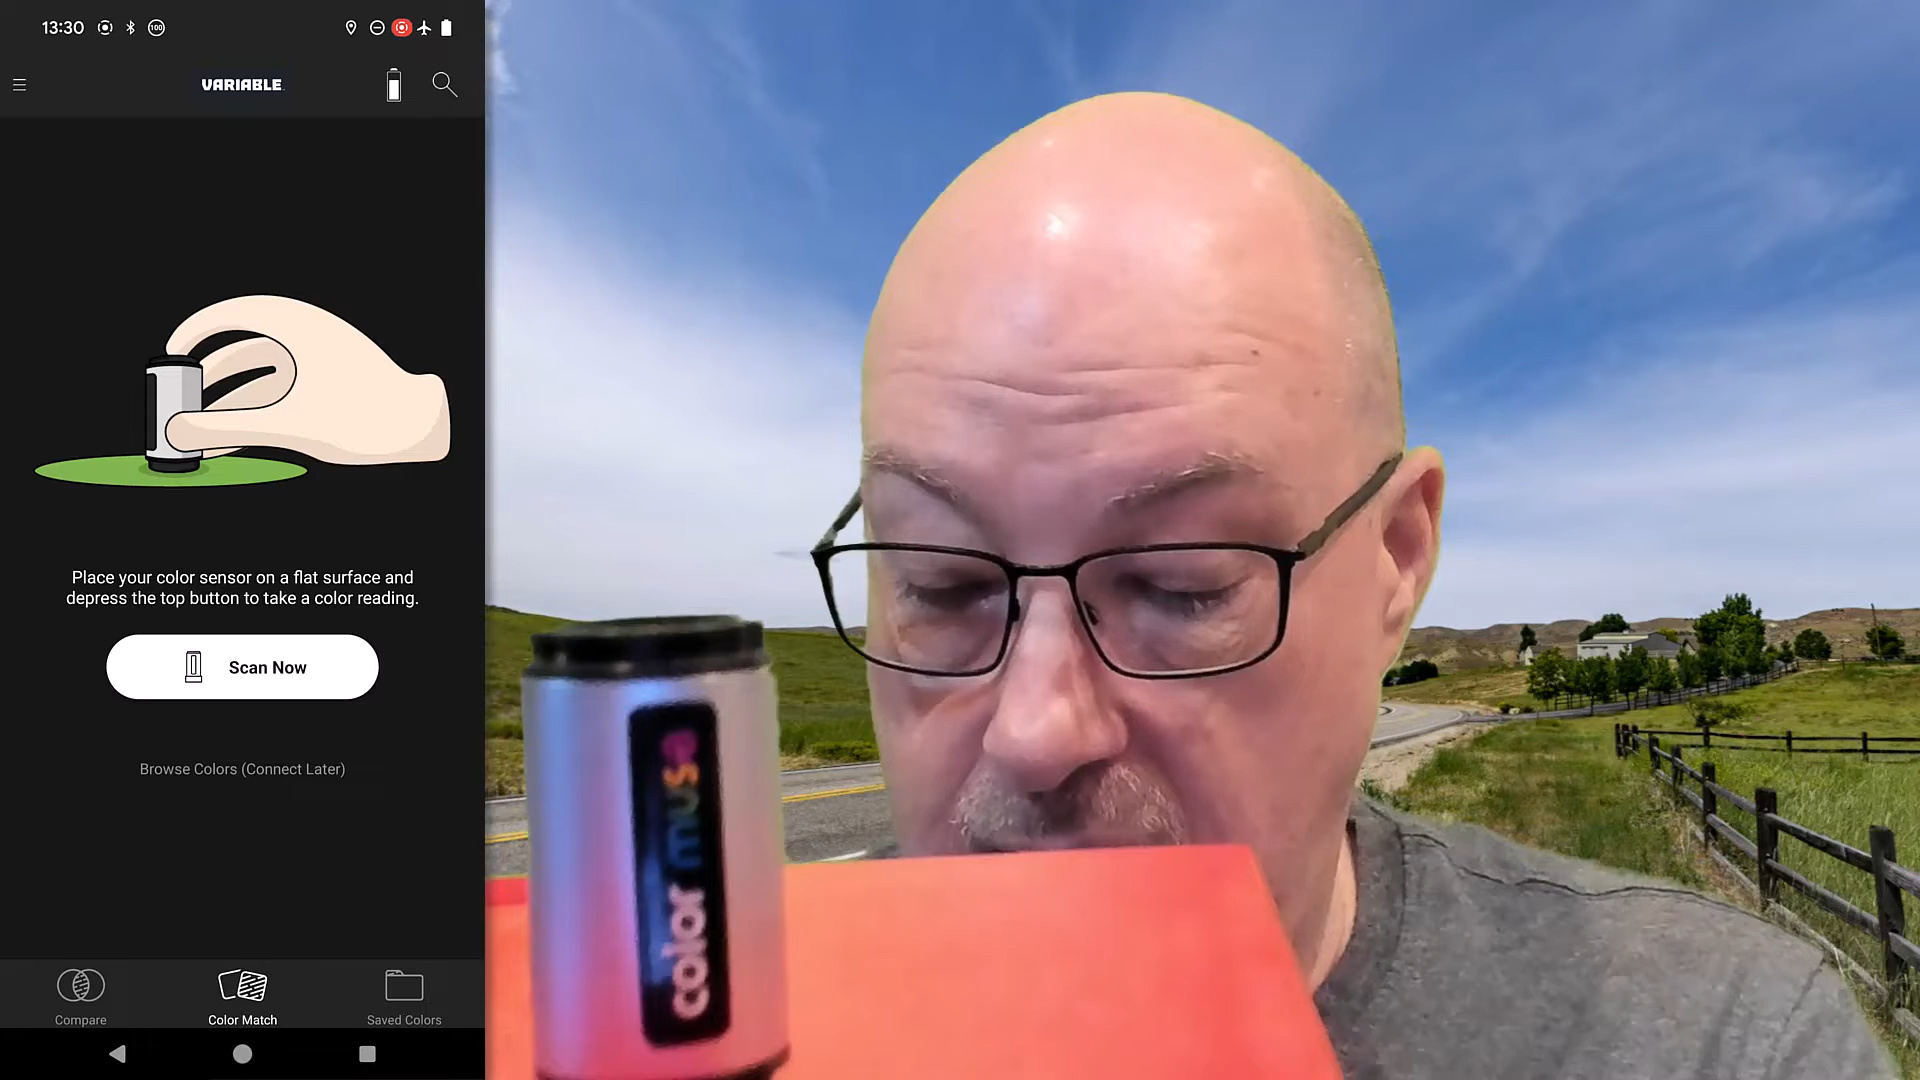 13:30
100
VARIABLE
Place your color sensor on a flat surface and
depress the top button to take a color reading.
Scan Now
Browse Colors (Connect Later)
Compare
Color Match
Saved Colors
color muse